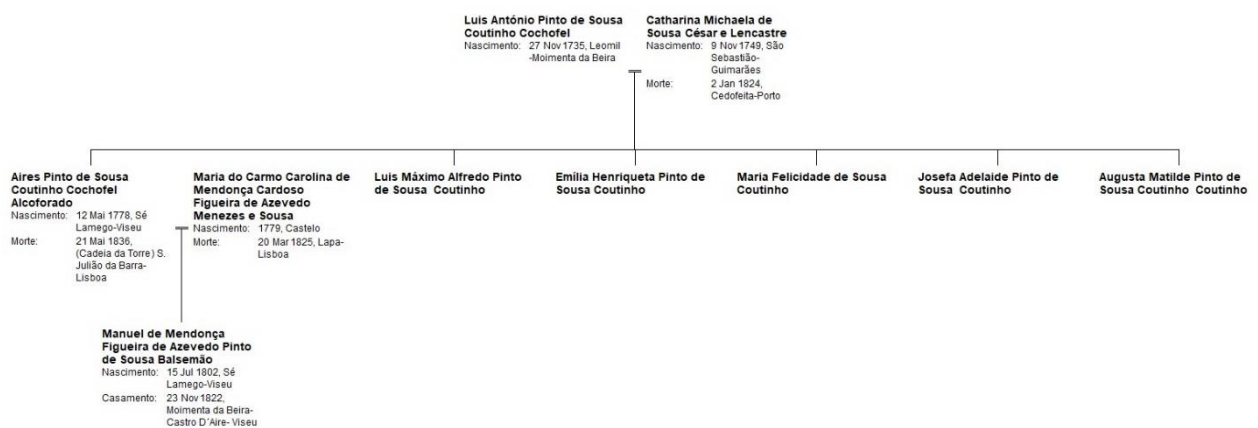 Luis António Pinto de Sousa
Coutinho Cochofel
Nascimento: 27 Nov 1735, Leomil
-Moimenta da Beira
Catharina Michaela de
Sousa César e Lencastre
Nascimento: 9 Nov 1749, São
Sebastião-
Guimarães
Morte: 2 Jan 1824,
Cedofeita-Porto
Aires Pinto de Sousa
Coutinho Cochofel
Alcoforado
Nascimento: 12 Mai 1778, Sé
Lamego-Viseu
Morte: 21 Mai 1836,
(Cadeia da Torre) S.
Julião da Barra-
Lisboa
Maria do Carmo Carolina de
Mendonça Cardoso
Figueira de Azevedo
Menezes e Sousa
Nascimento: 1779, Castelo
Morte: 20 Mar 1825, Lapa-
Lisboa
Luis Máximo Alfredo Pinto
de Sousa Coutinho
Emília Henriqueta Pinto de
Sousa Coutinho
Maria Felicidade de Sousa
Coutinho
Josefa Adelaide Pinto de
Sousa Coutinho
Augusta Matilde Pinto de
Sousa Coutinho Coutinho
Manuel de Mendonça
Figueira de Azevedo Pinto
de Sousa Balsemão
Nascimento: 15 Jul 1802, Sé
Lamego-Viseu
Casamento: 23 Nov 1822,
Moimenta da Beira-
Castro D´Aire- Viseu